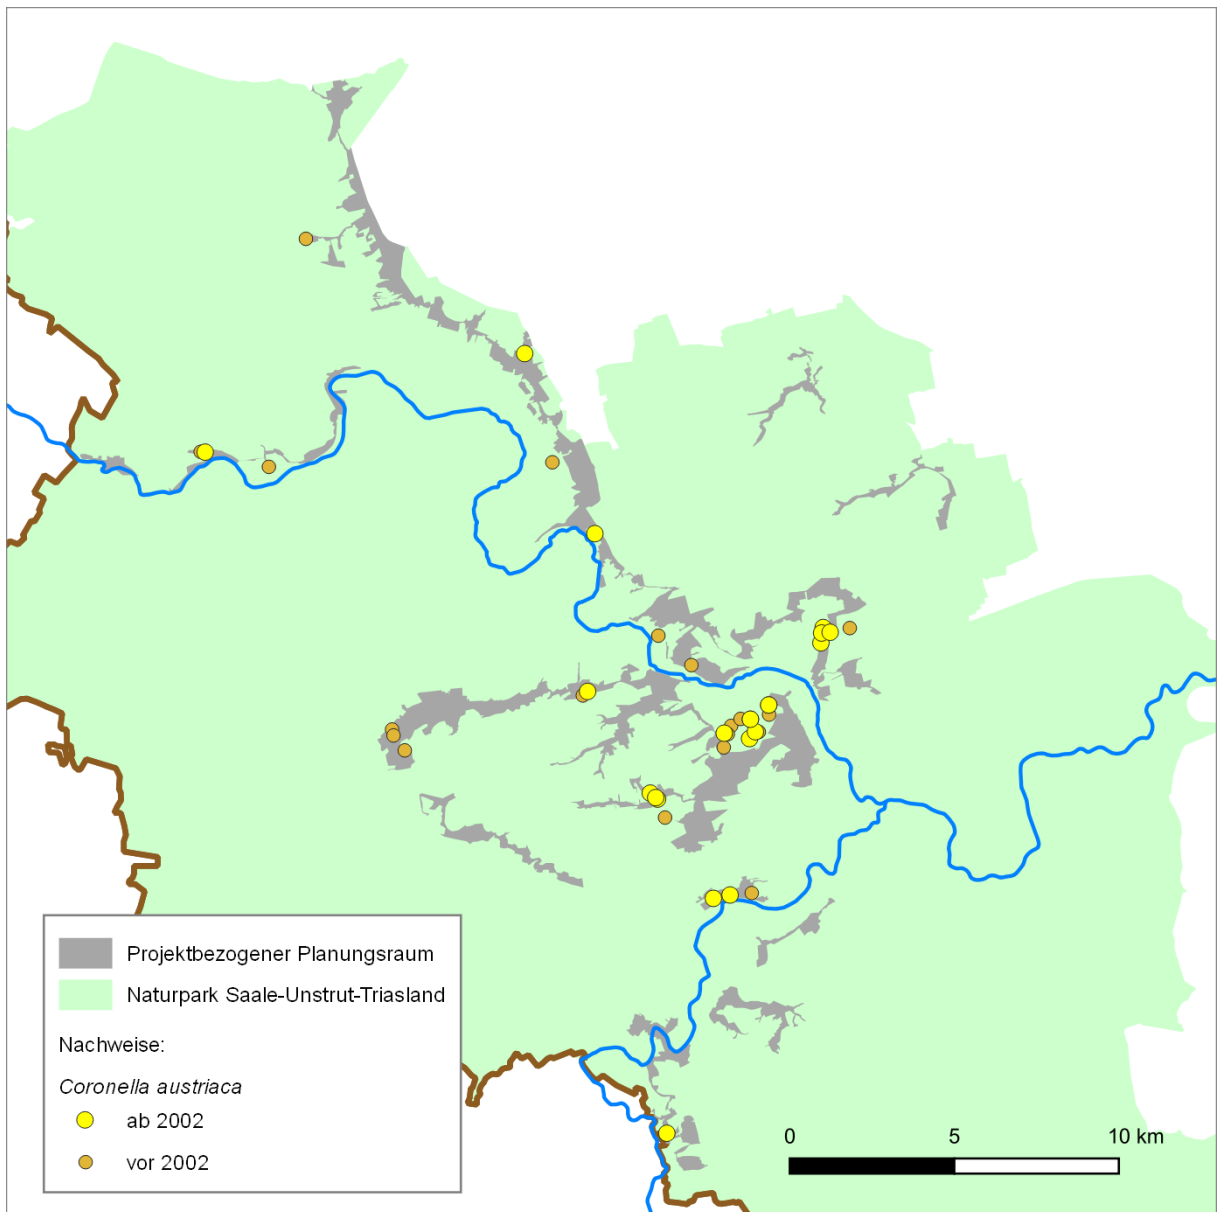 Projektbezogener Planungsraum
Naturpark Saale-Unstrut-Triasland
Nachweise:
Coronella austriaca
ab 2002
vor 2002
0 5 10 km